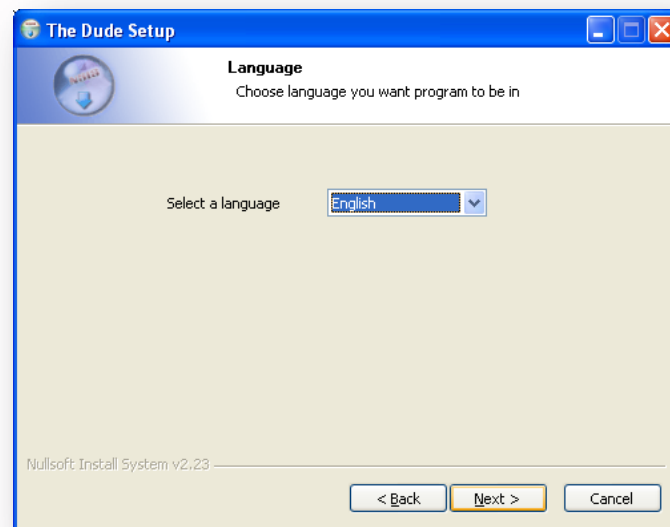 The Dude Setup
Language
Choose language you want program to be in
Select a language
English
Nullsoft Install System v2.23
< Back
Next >
Cancel